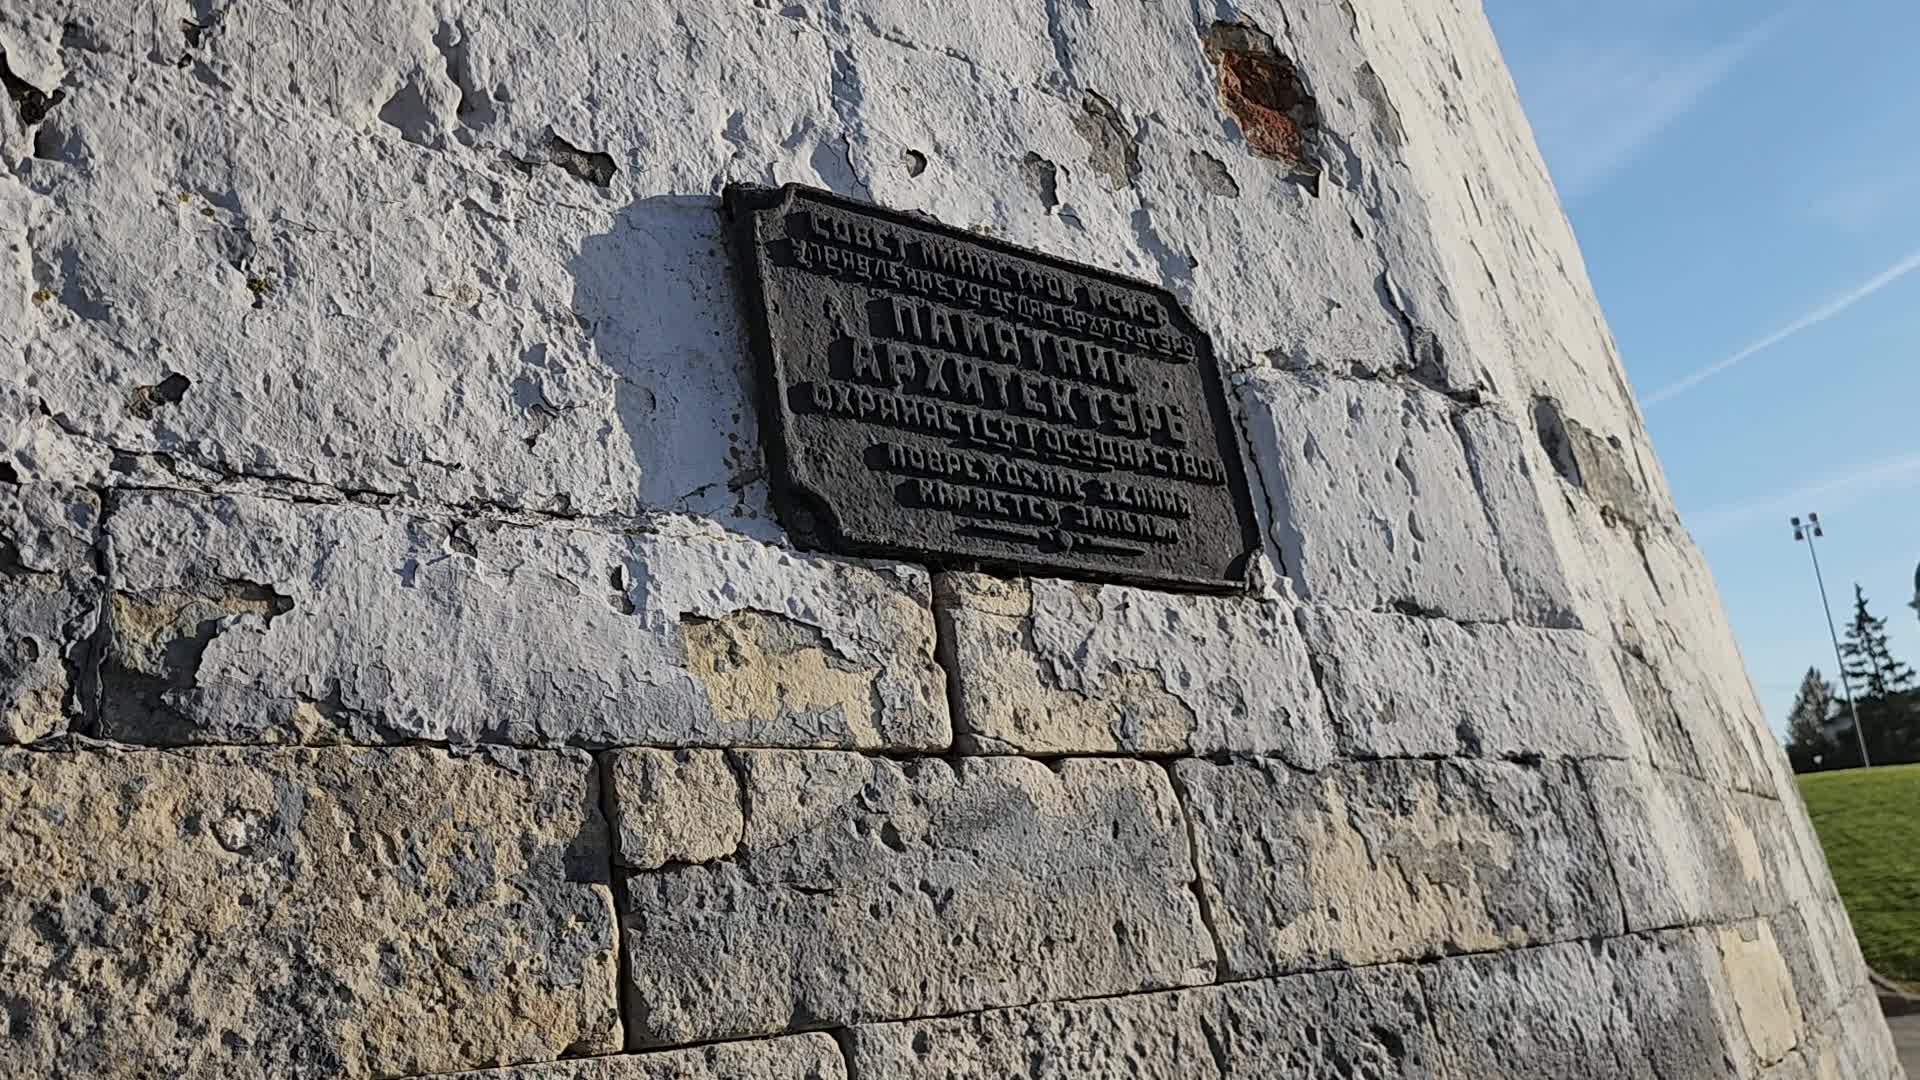 СОВЕТ МИНИСТРОВ РСФСР
УПРАВЛЕНИЕ ПО ДЕЛАМ АРХИТЕКТУРЫ
ПАМЯТНИК
АРХИТЕКТУРЫ
ОХРАНЯЕТСЯ ГОСУДАРСТВОМ
ПОВРЕЖДЕНИЕ ЗДАНИЯ
КАРАЕТСЯ ЗАКОНОМ